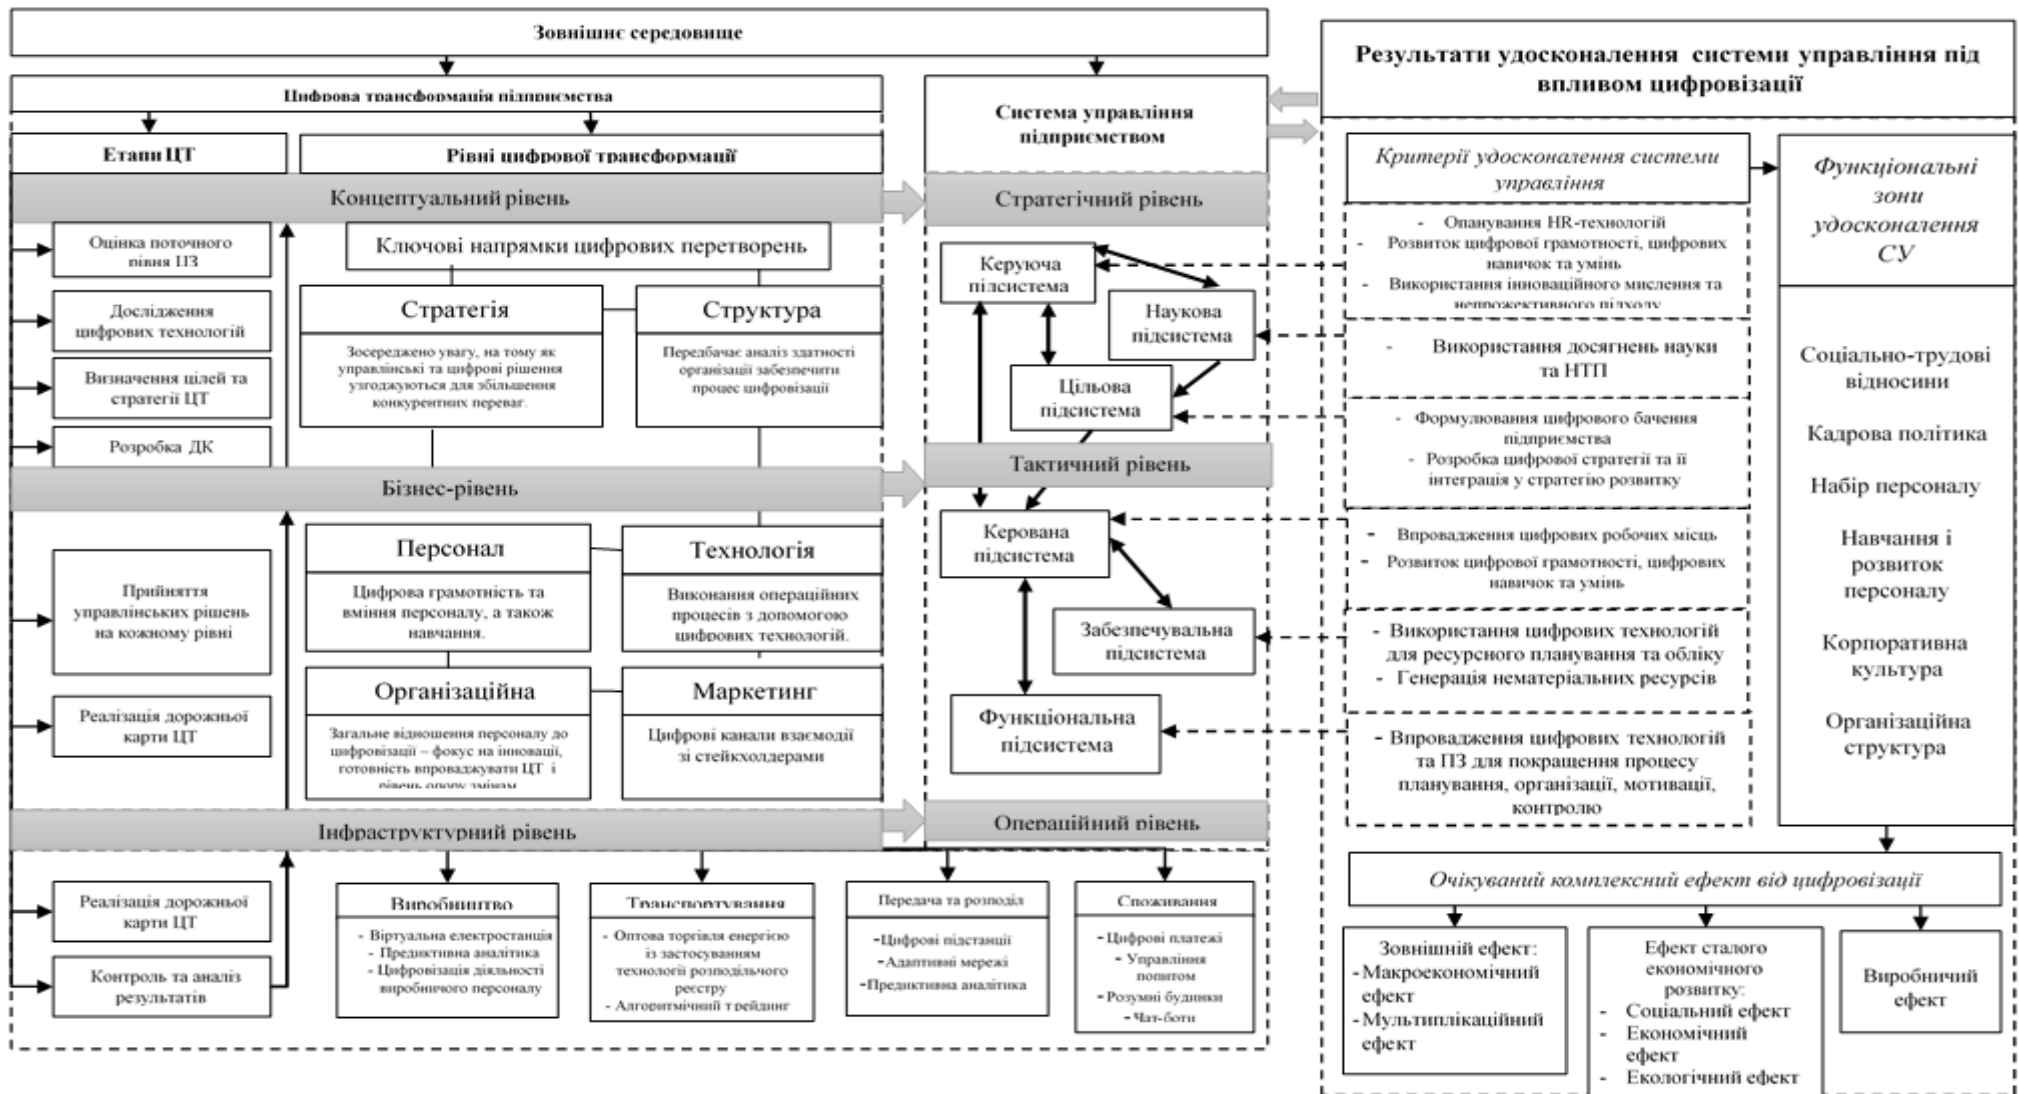 Зовнішнє середовище
Цифрова трансформація підприємства
Етапи ЦТ
Рівні цифрової трансформації
Концептуальний рівень
Оцінка поточного
рівня ЦЗ
Дослідження
цифрових технологій
Визначення цілей та
стратегії ЦТ
Розробка ДК
Ключові напрямки цифрових перетворень
Стратегія
Зосереджено увагу, на тому як
управлінські та цифрові рішення
узгоджуються для збільшення
конкурентних переваг.
Структура
Передбачає аналіз здатності
організації забезпечити
процес цифровізації
Бізнес-рівень
Прийняття
управлінських рішень
на кожному рівні
Реалізація дорожньої
карти ЦТ
Персонал
Цифрова грамотність та
вміння персоналу, а також
навчання.
Технологія
Виконання операційних
процесів з допомогою
цифрових технологій.
Організаційна
Загальне відношення персоналу до
цифровізації – фокус на інновації,
готовність впроваджувати ЦТ і
рівень опору змінам
Маркетинг
Цифрові канали взаємодії
зі стейкхолдерами
Інфраструктурний рівень
Реалізація дорожньої
карти ЦТ
Контроль та аналіз
результатів
Виробництво
- Віртуальна електростанція
- Предиктивна аналітика
- Цифровізація діяльності
виробничого персоналу
Транспортування
- Оптова торгівля енергією
із застосуванням
технології розподільчого
реєстру
- Алгоритмічний трейдинг
Передача та розподіл
- Цифрові підстанції
- Адаптивні мережі
- Предиктивна аналітика
Споживання
- Цифрові платежі
- Управління
попитом
- Розумні будинки
- Чат-боти
Система управління
підприємством
Стратегічний рівень
Керуюча
підсистема
Наукова
підсистема
Цільова
підсистема
Тактичний рівень
Керована
підсистема
Забезпечувальна
підсистема
Функціональна
підсистема
Операційний рівень
Результати удосконалення системи управління під
впливом цифровізації
Критерії удосконалення системи
управління
- Опанування HR-технологій
- Розвиток цифрової грамотності, цифрових
навичок та умінь
- Використання інноваційного мислення та
непрожективного підходу
- Використання досягнень науки
та НТП
- Формулювання цифрового бачення
підприємства
- Розробка цифрової стратегії та її
інтеграція у стратегію розвитку
- Впровадження цифрових робочих місць
- Розвиток цифрової грамотності, цифрових
навичок та умінь
- Використання цифрових технологій
для ресурсного планування та обліку
- Генерація нематеріальних ресурсів
- Впровадження цифрових технологій
та ПЗ для покращення процесу
планування, організації, мотивації,
контролю
Функціональні
зони
удосконалення
СУ
Соціально-трудові
відносини
Кадрова політика
Набір персоналу
Навчання і
розвиток
персоналу
Корпоративна
культура
Організаційна
структура
Очікуваний комплексний ефект від цифровізації
Зовнішній ефект:
- Макроекономічний
ефект
- Мультиплікаційний
ефект
Ефект сталого
економічного
розвитку:
- Соціальний ефект
- Економічний
ефект
- Екологічний ефект
Виробничий
ефект